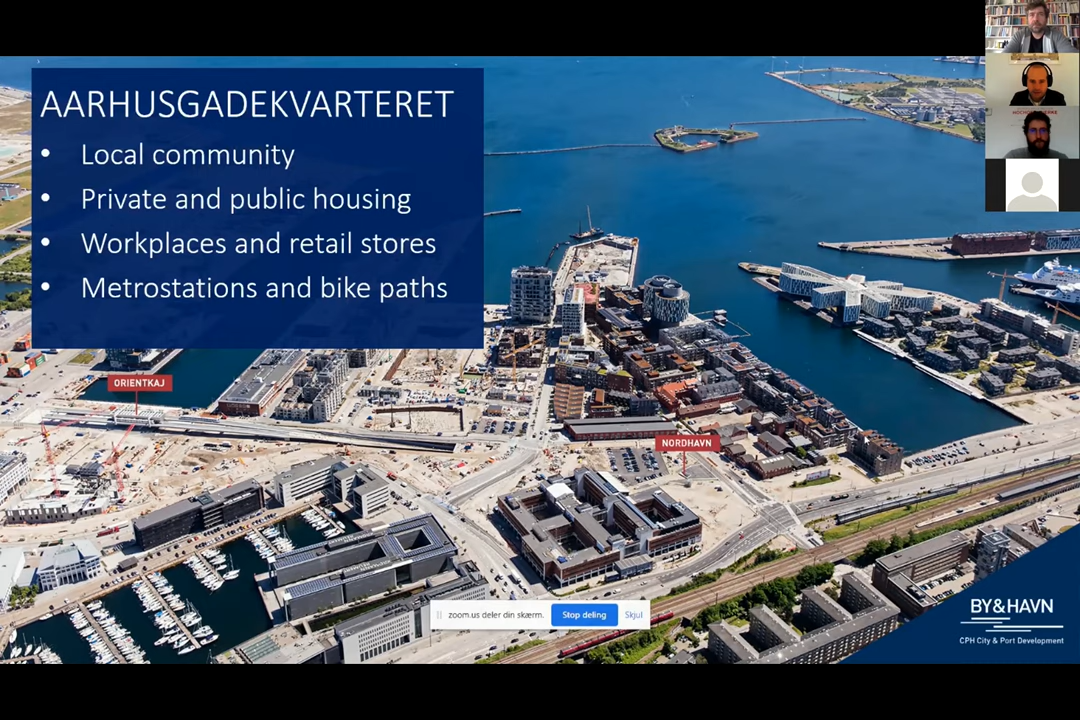 AARHUSGADEKVARTERET
• Local community
• Private and public housing
• Workplaces and retail stores
• Metrostations and bike paths
ORIENTKAJ
NORDHAVN
zoom.us deler din skærm. Stop deling Skjul
BY&HAVN
CPH City & Port Development